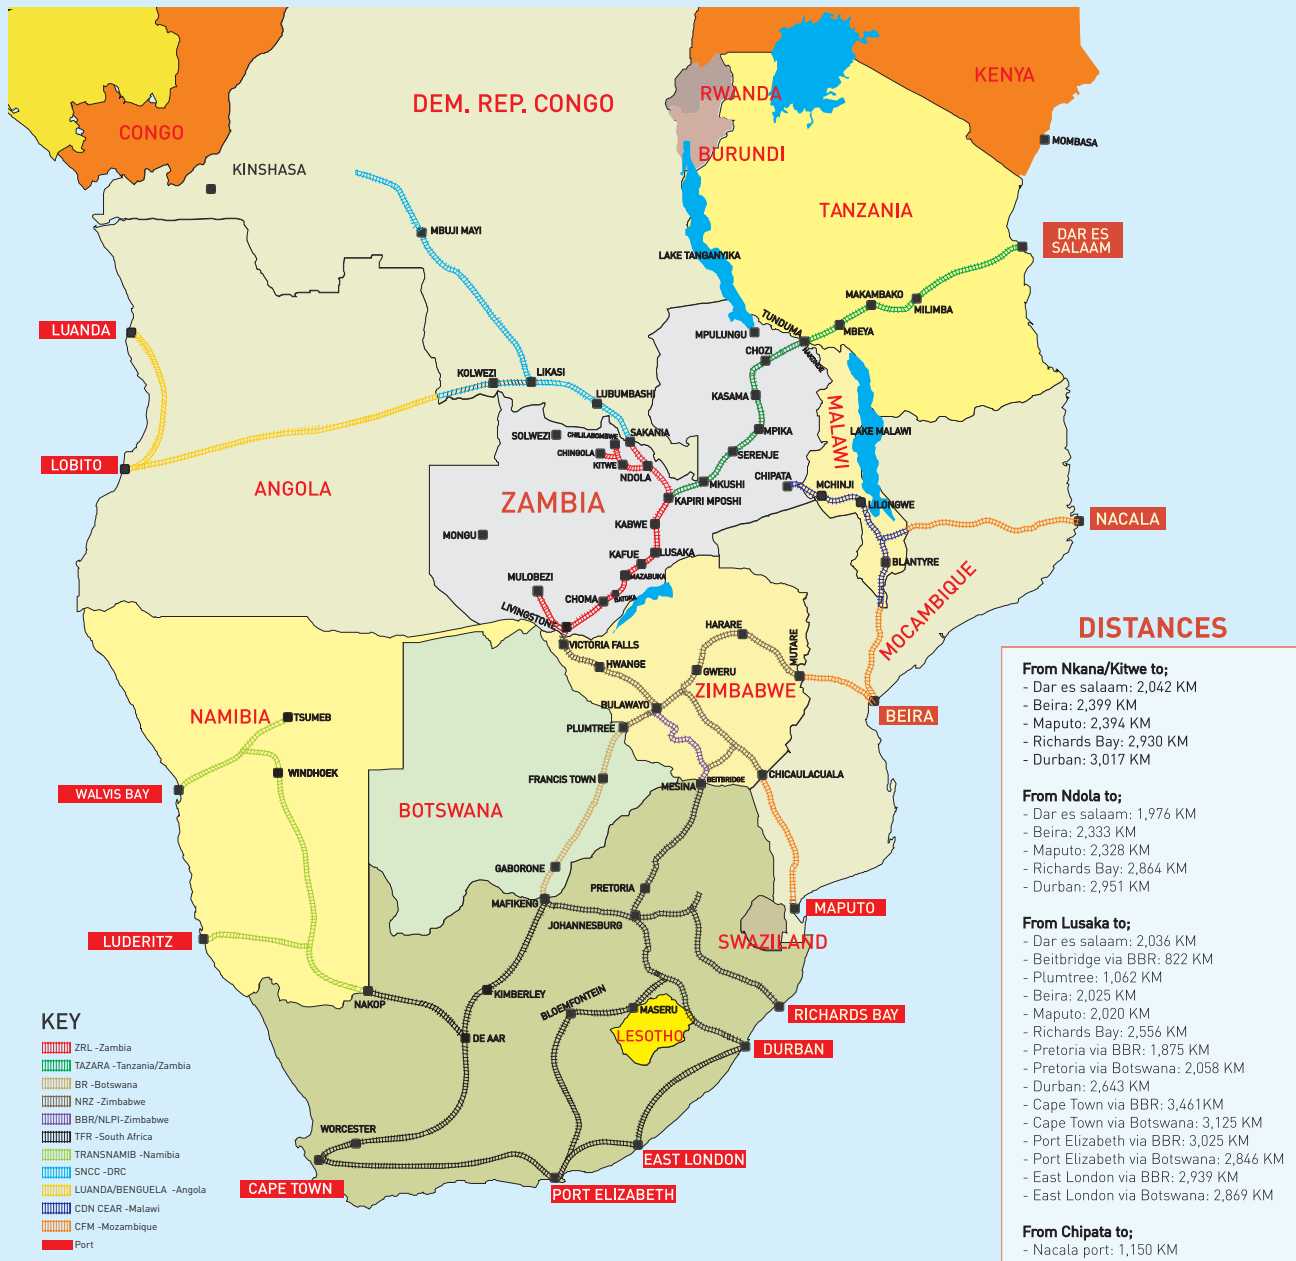 DEM. REP. CONGO
KENYA
RWANDA
CONGO
MOMBASA
BURUNDI
KINSHASA
TANZANIA
MBUJI MAYI
DAR ES
SALAAM
LAKE TANGANYIKA
MAKAMBAKO
MILIMBA
LUANDA
TUNDUMA
MBEYA
MPULUNGU
NAKONDE
CHOZI
KOLWEZI
LIKASI
KASAMA
LUBUMBASHI
MALAWI
SOLWEZI
CHILILABOMBWE
SAKANIA
MPIKA
LAKE MALAWI
CHINGOLA
SERENJE
LOBITO
KITWE
NDOLA
CHIPATA
MKUSHI
MCHINJI
ANGOLA
ZAMBIA
KAPIRI MPOSHI
LILONGWE
NACALA
KABWE
MONGU
KAFUE
LUSAKA
BLANTYRE
MULOBEZI
MAZABUKA
CHOMA
BATOKA
MOCAMBIQUE
LIVINGSTONE
HARARE
MUTARE
VICTORIA FALLS
HWANGE
GWERU
ZIMBABWE
BULAWAYO
NAMIBIA
TSUMEB
BEIRA
PLUMTREE
WINDHOEK
FRANCIS TOWN
MESINA
BEITBRIDGE
CHICAULACUALA
WALVIS BAY
BOTSWANA
GABORONE
PRETORIA
MAFIKENG
MAPUTO
JOHANNESBURG
LUDERITZ
SWAZILAND
NAKOP
KIMBERLEY
BLOEMFONTEIN
MASERU
RICHARDS BAY
DE AAR
LESOTHO
DURBAN
WORCESTER
EAST LONDON
CAPE TOWN
PORT ELIZABETH
KEY
ZRL -Zambia
TAZARA -Tanzania/Zambia
BR -Botswana
NRZ -Zimbabwe
BBR/NLPI-Zimbabwe
TFR -South Africa
TRANSNAMIB -Namibia
SNCC -DRC
LUANDA/BENGUELA -Angola
CDN CEAR -Malawi
CFM -Mozambique
Port
DISTANCES
From Nkana/Kitwe to;
- Dar es salaam: 2,042 KM
- Beira: 2,399 KM
- Maputo: 2,394 KM
- Richards Bay: 2,930 KM
- Durban: 3,017 KM
From Ndola to;
- Dar es salaam: 1,976 KM
- Beira: 2,333 KM
- Maputo: 2,328 KM
- Richards Bay: 2,864 KM
- Durban: 2,951 KM
From Lusaka to;
- Dar es salaam: 2,036 KM
- Beitbridge via BBR: 822 KM
- Plumtree: 1,062 KM
- Beira: 2,025 KM
- Maputo: 2,020 KM
- Richards Bay: 2,556 KM
- Pretoria via BBR: 1,875 KM
- Pretoria via Botswana: 2,058 KM
- Durban: 2,643 KM
- Cape Town via BBR: 3,461KM
- Cape Town via Botswana: 3,125 KM
- Port Elizabeth via BBR: 3,025 KM
- Port Elizabeth via Botswana: 2,846 KM
- East London via BBR: 2,939 KM
- East London via Botswana: 2,869 KM
From Chipata to;
- Nacala port: 1,150 KM